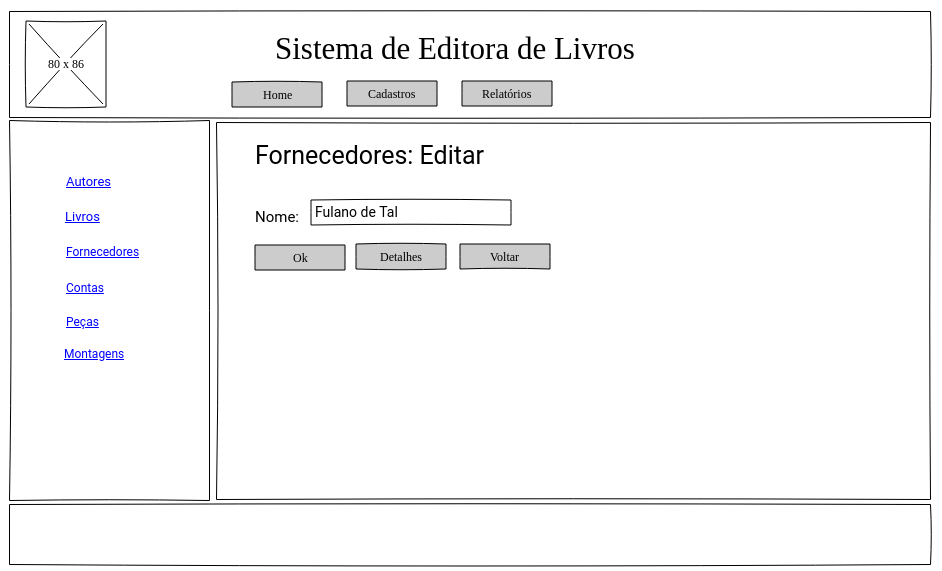 Sistema de Editora de Livros
80 x 86
Home
Cadastros
Relatórios
Autores
Livros
Fornecedores
Contas
Peças
Montagens
Fornecedores: Editar
Nome: Fulano de Tal
Ok
Detalhes
Voltar